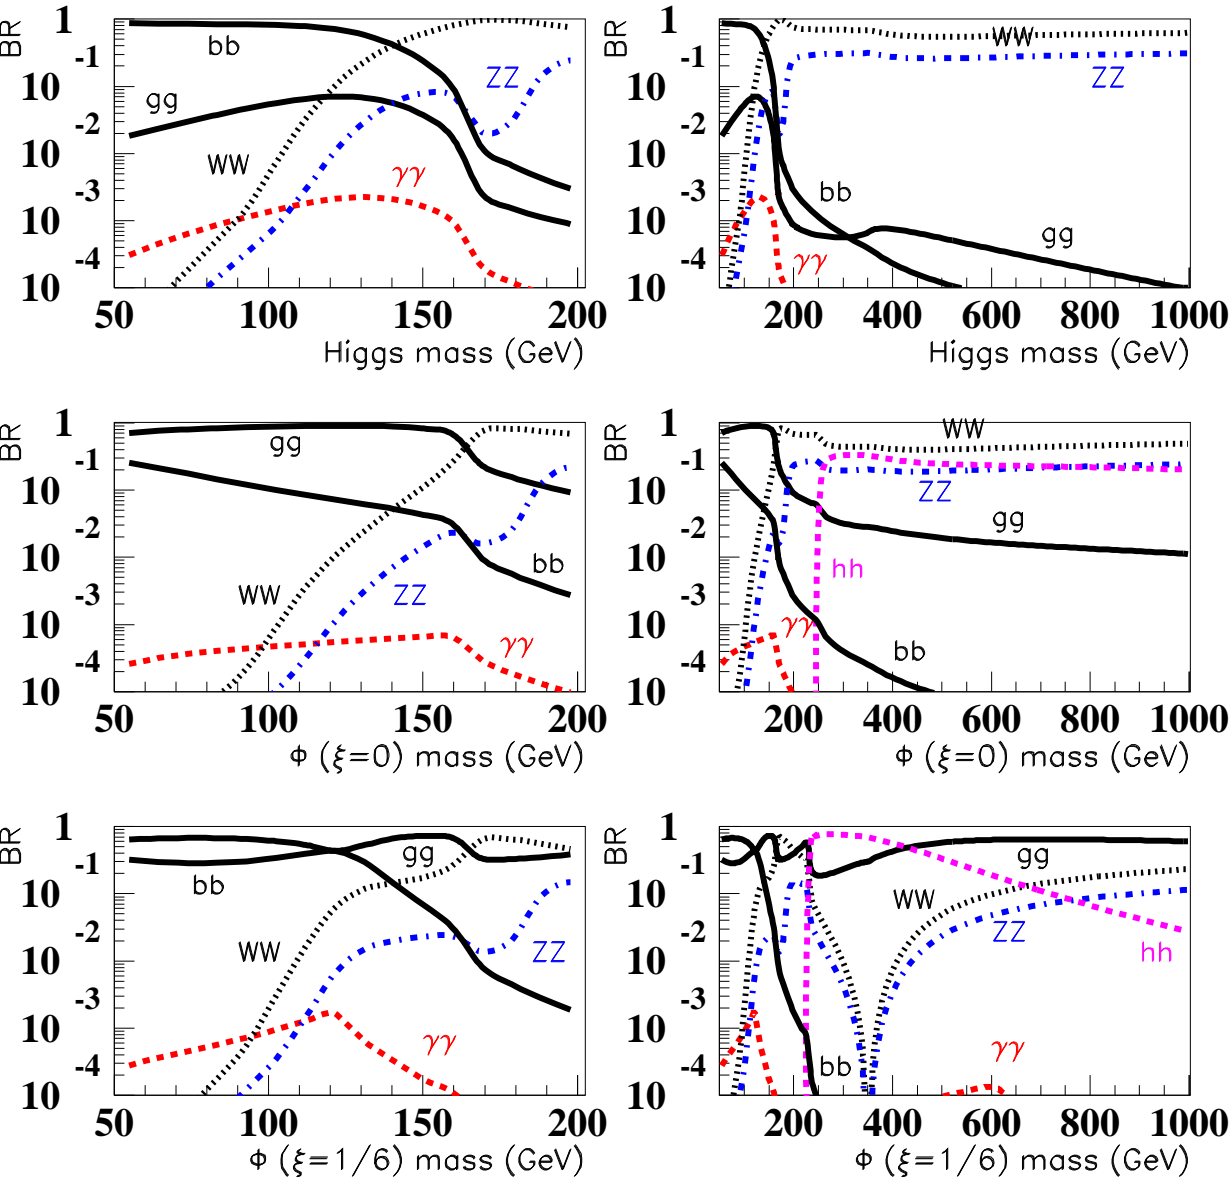 BR
1
10 -1
10 -2
10 -3
10 -4
bb
gg
WW
ZZ
γγ
50 100 150 200
Higgs mass (GeV)
BR
1
10 -1
10 -2
10 -3
10 -4
WW
ZZ
bb
gg
γγ
200 400 600 800 1000
Higgs mass (GeV)
BR
1
10 -1
10 -2
10 -3
10 -4
gg
bb
WW
ZZ
γγ
50 100 150 200
Φ (ξ=0) mass (GeV)
BR
1
10 -1
10 -2
10 -3
10 -4
WW
ZZ
gg
hh
γγ
bb
200 400 600 800 1000
Φ (ξ=0) mass (GeV)
BR
1
10 -1
10 -2
10 -3
10 -4
gg
bb
WW
ZZ
γγ
50 100 150 200
Φ (ξ=1/6) mass (GeV)
BR
1
10 -1
10 -2
10 -3
10 -4
gg
WW
ZZ
hh
γγ
bb
200 400 600 800 1000
Φ (ξ=1/6) mass (GeV)